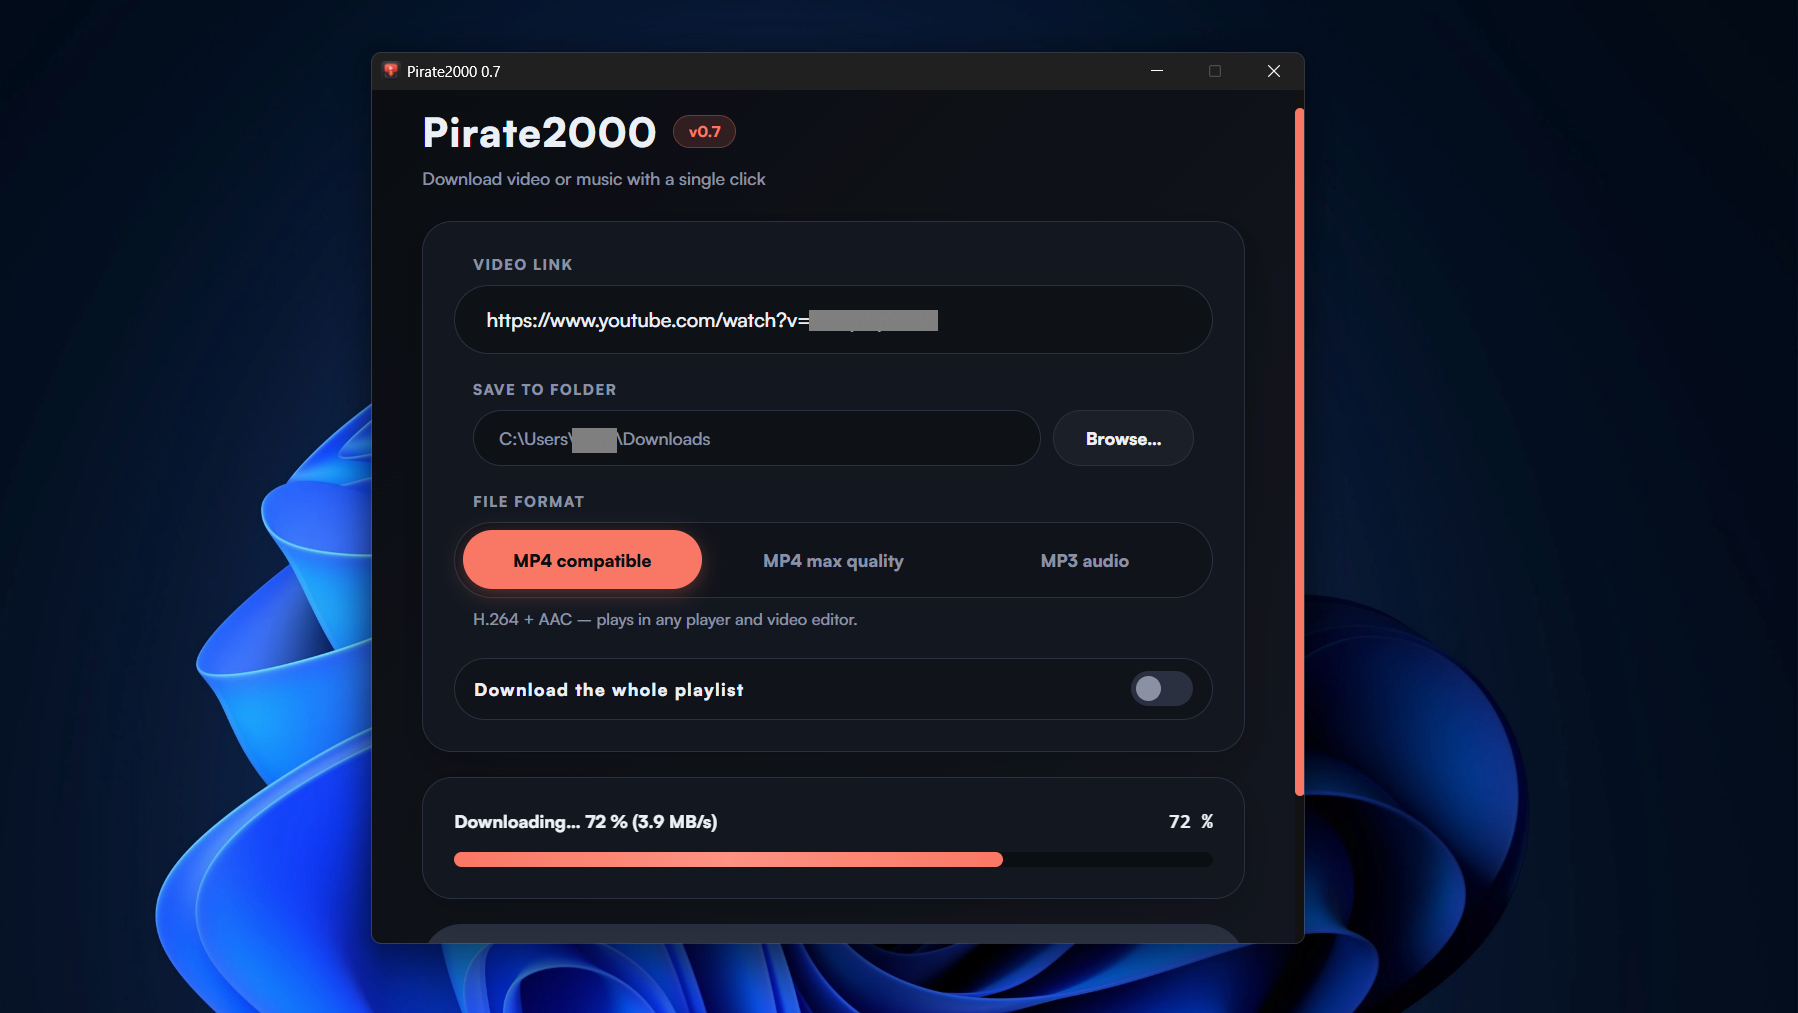 Pirate2000 0.7
Pirate2000 v0.7
Download video or music with a single click
VIDEO LINK
https://www.youtube.com/watch?v=
SAVE TO FOLDER
C:\Users\ \Downloads
Browse...
FILE FORMAT
MP4 compatible
MP4 max quality
MP3 audio
H.264 + AAC — plays in any player and video editor.
Download the whole playlist
Downloading... 72 % (3.9 MB/s)
72 %